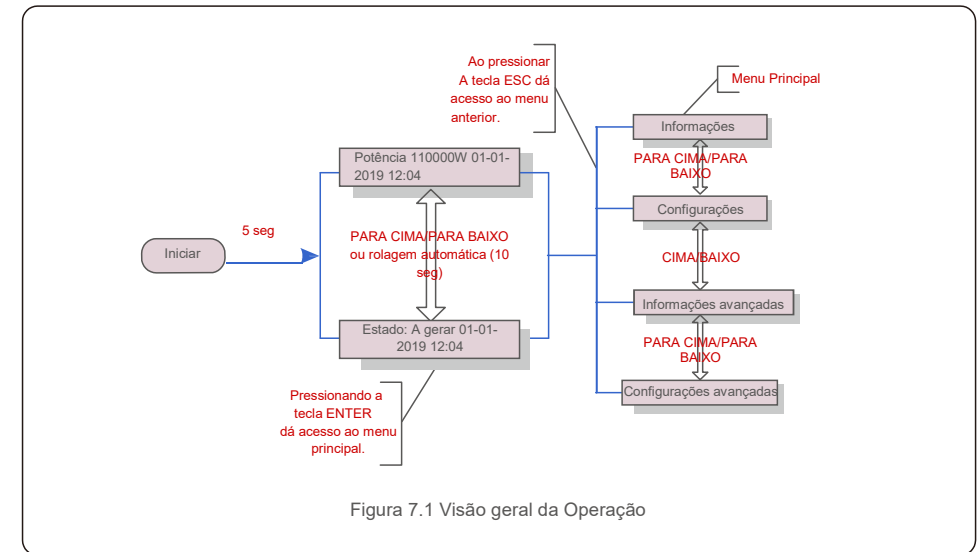 Ao pressionar
A tecla ESC dá
acesso ao menu
anterior.
Menu Principal
Informações
PARA CIMA/PARA
BAIXO
Potência 110000W 01-01-
2019 12:04
Configurações
5 seg
Iniciar
PARA CIMA/PARA BAIXO
ou rolagem automática (10
seg)
CIMA/BAIXO
Informações avançadas
Estado: A gerar 01-01-
2019 12:04
PARA CIMA/PARA
BAIXO
Configurações avançadas
Pressionando a
tecla ENTER
dá acesso ao menu
principal.
Figura 7.1 Visão geral da Operação